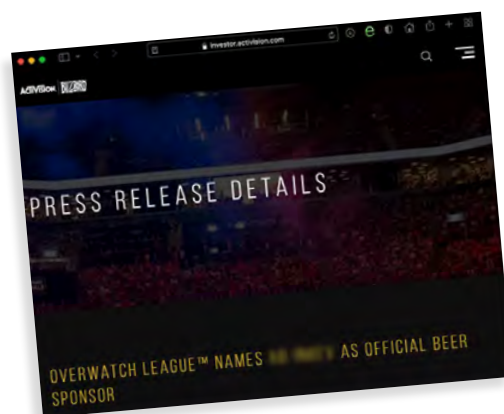 investor.activision.com
ACTIVISION BLIZZARD
PRESS RELEASE DETAILS
OVERWATCH LEAGUE™ NAMES AS OFFICIAL BEER
SPONSOR